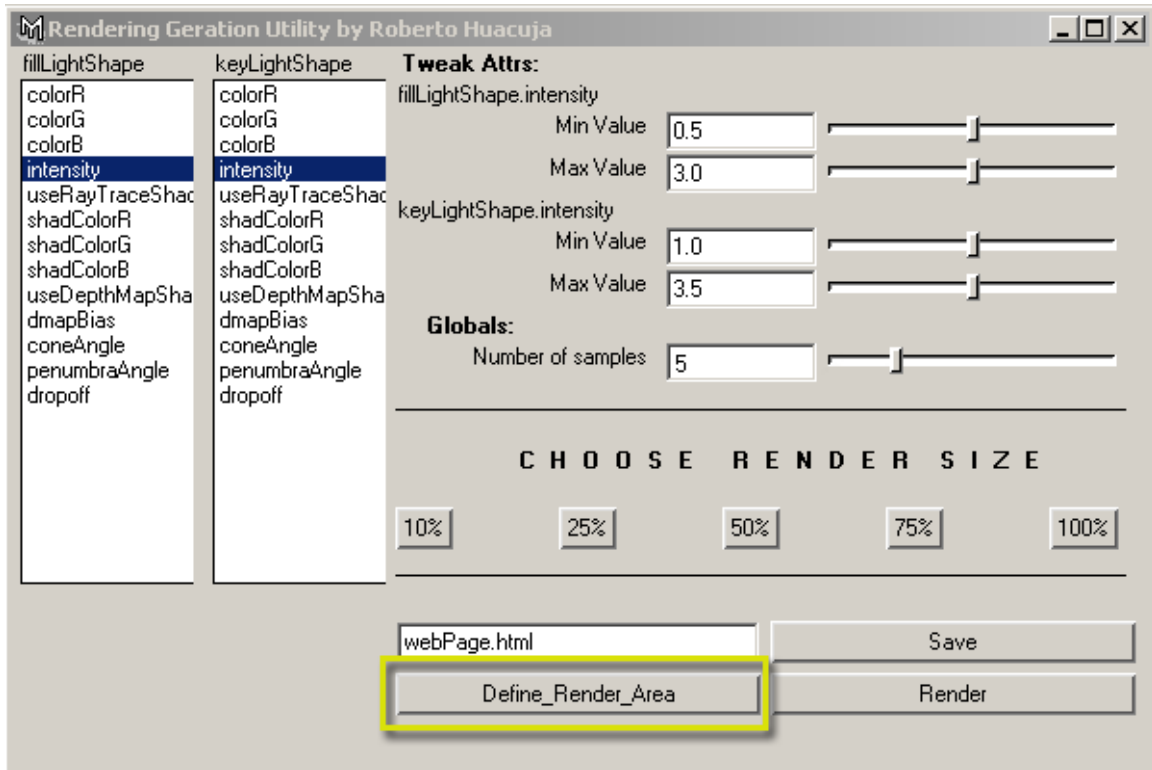 Rendering Geration Utility by Roberto Huacuja
fillLightShape
colorR
colorG
colorB
intensity
useRayTraceShad
shadColorR
shadColorG
shadColorB
useDepthMapSha
dmapBias
coneAngle
penumbraAngle
dropoff
keyLightShape
colorR
colorG
colorB
intensity
useRayTraceShad
shadColorR
shadColorG
shadColorB
useDepthMapSha
dmapBias
coneAngle
penumbraAngle
dropoff
Tweak Attrs:
fillLightShape.intensity
Min Value 0.5
Max Value 3.0
keyLightShape.intensity
Min Value 1.0
Max Value 3.5
Globals:
Number of samples 5
CHOOSE RENDER SIZE
10% 25% 50% 75% 100%
webPage.html Save
Define_Render_Area Render